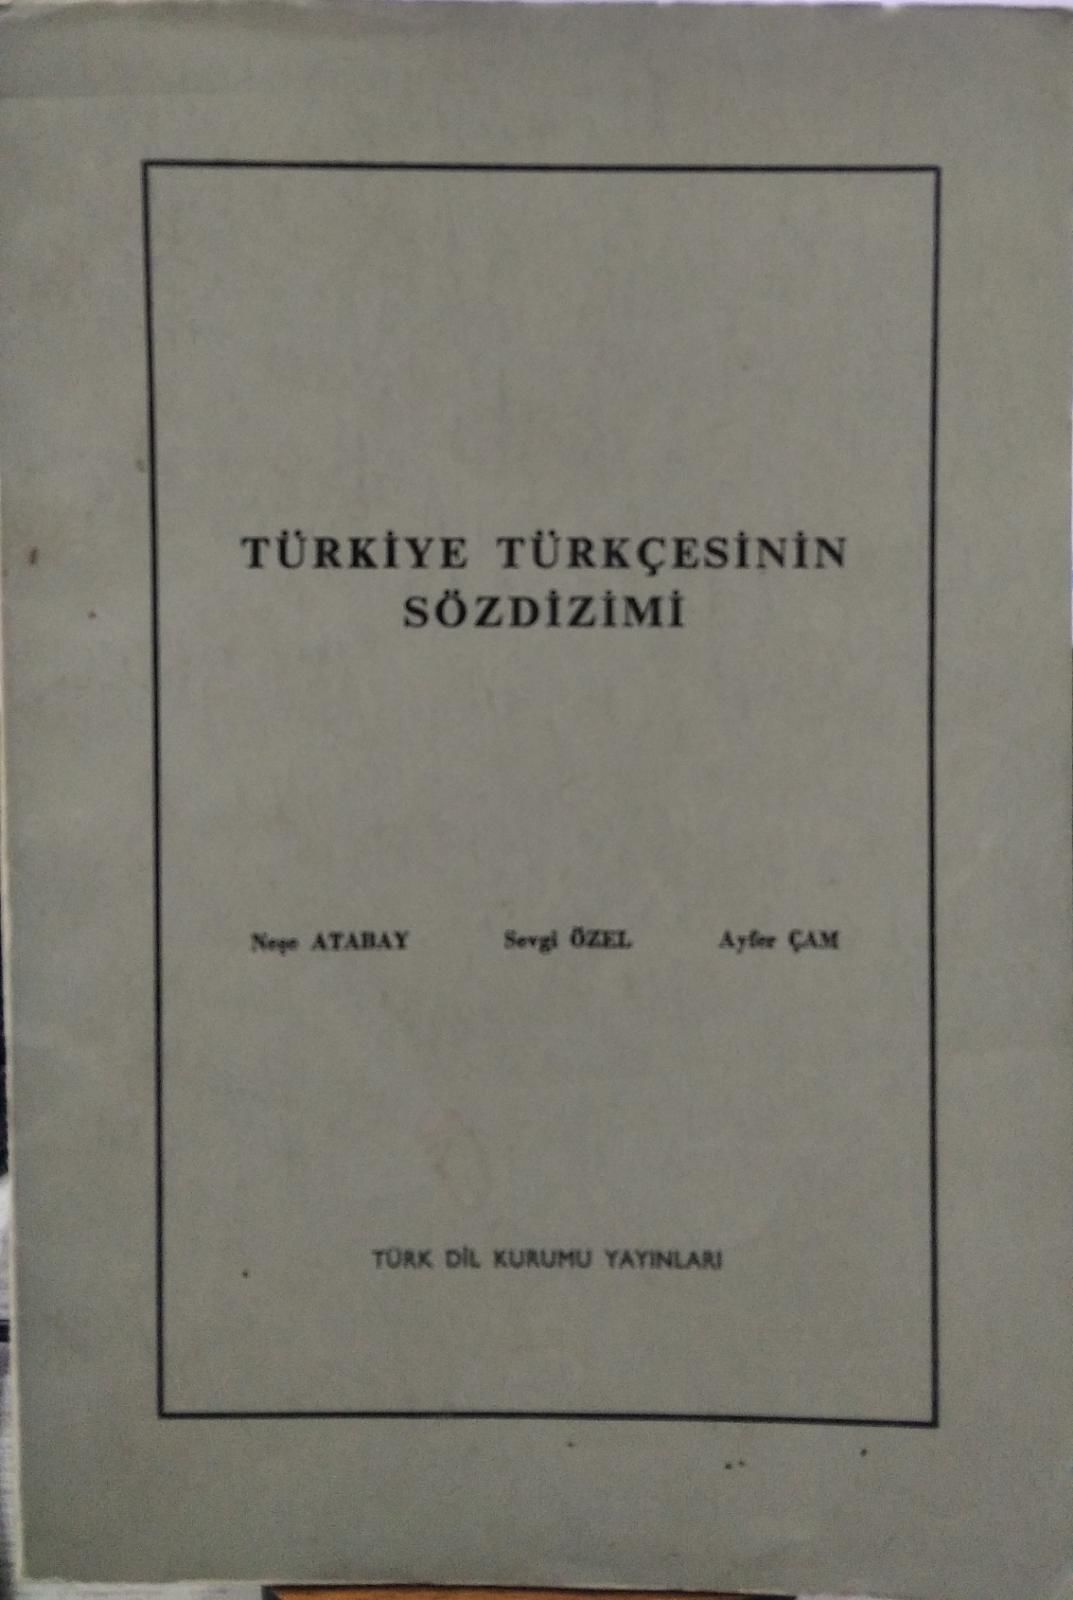 TÜRKİYE TÜRKÇESİNİN
SÖZDİZİMİ
Neşe ATABAY Sevgi ÖZEL Ayfer ÇAM
TÜRK DİL KURUMU YAYINLARI